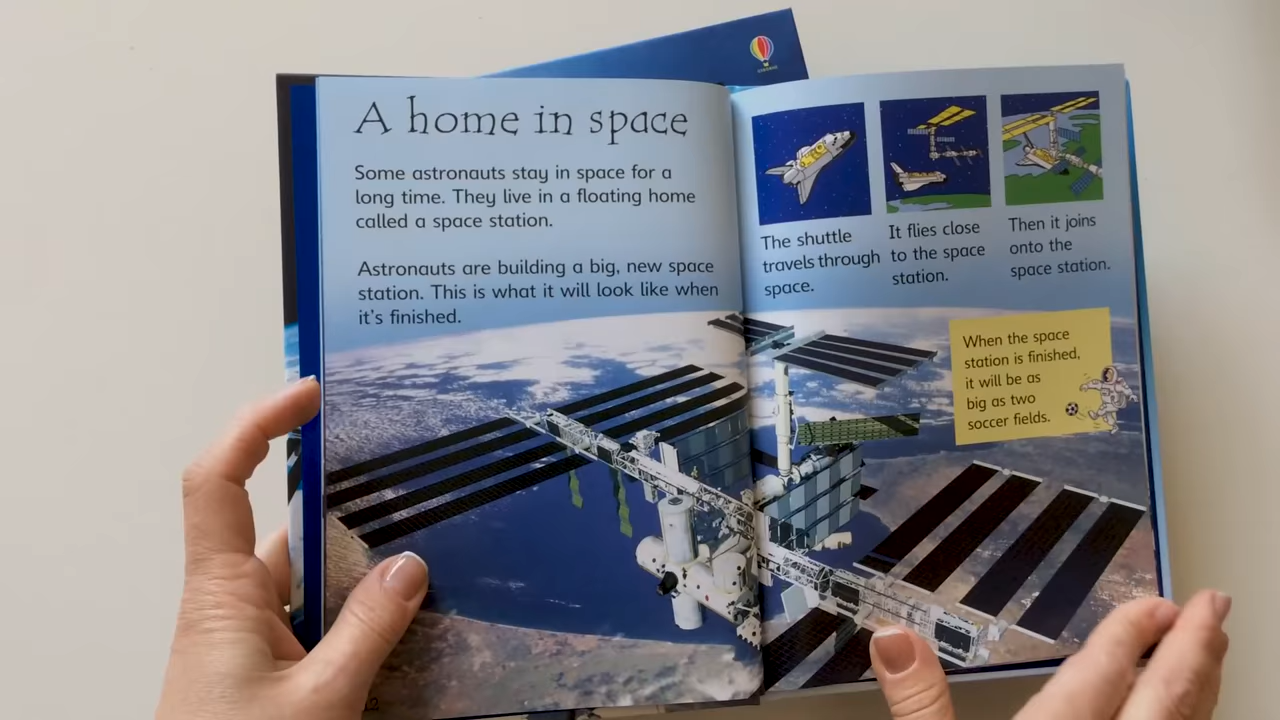 A home in space
Some astronauts stay in space for a
long time. They live in a floating home
called a space station.
Astronauts are building a big, new space
station. This is what it will look like when
it's finished.
12
The shuttle
travels through
space.
It flies close
to the space
station.
Then it joins
onto the
space station.
When the space
station is finished,
it will be as
big as two
soccer fields.
USBORNE